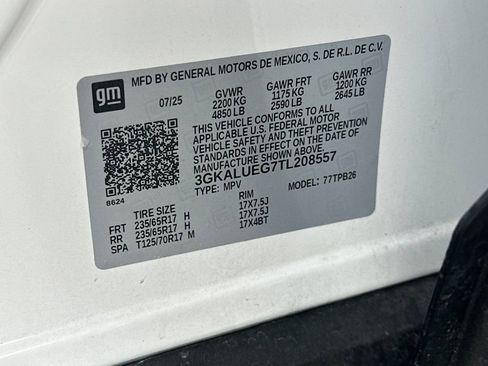 gm
MFD BY GENERAL MOTORS DE MEXICO, S. DE R.L. DE C.V.
07/25 GVWR GAWR FRT GAWR RR
2200 KG 1175 KG 1200 KG
4850 LB 2590 LB 2645 LB
THIS VEHICLE CONFORMS TO ALL
APPLICABLE U.S. FEDERAL MOTOR
VEHICLE SAFETY AND THEFT
PREVENTION STANDARDS IN
EFFECT ON THE DATE OF
MANUFACTURE SHOWN ABOVE.
3GKALUEG7TL208557
TYPE: MPV MODEL: 77TPB26
8624
TIRE SIZE RIM
FRT 235/65R17 H 17X7.5J
RR 235/65R17 H 17X7.5J
SPA T125/70R17 M 17X4BT